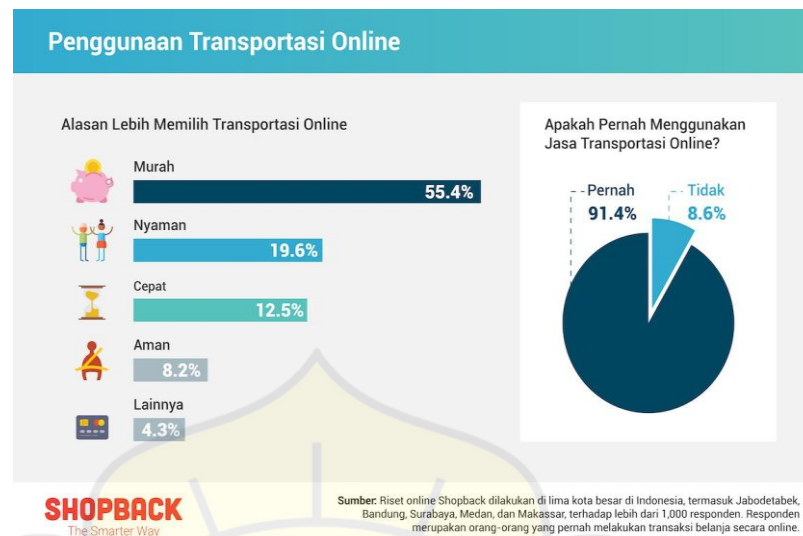 Penggunaan Transportasi Online
Alasan Lebih Memilih Transportasi Online
Murah
55.4%
Nyaman
19.6%
Cepat
12.5%
Aman
8.2%
Lainnya
4.3%
Apakah Pernah Menggunakan
Jasa Transportasi Online?
Pernah
91.4%
Tidak
8.6%
SHOPBACK
The Smarter Way
Sumber: Riset online Shopback dilakukan di lima kota besar di Indonesia, termasuk Jabodetabek,
Bandung, Surabaya, Medan, dan Makassar, terhadap lebih dari 1,000 responden. Responden
merupakan orang-orang yang pernah melakukan transaksi belanja secara online.